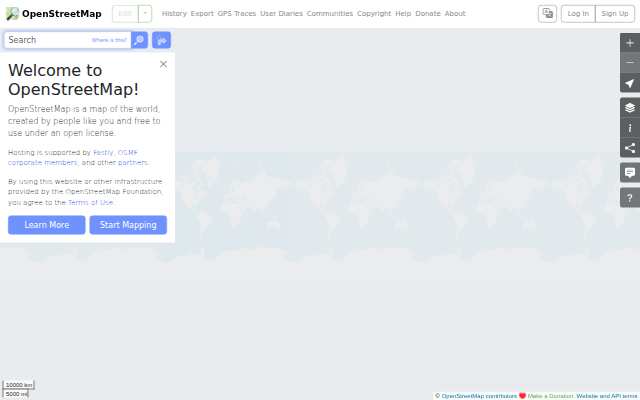 OpenStreetMap
Edit
History Export GPS Traces User Diaries Communities Copyright Help Donate About
Log In Sign Up
Search
Where is this?
Welcome to
OpenStreetMap!
OpenStreetMap is a map of the world,
created by people like you and free to
use under an open license.
Hosting is supported by Fastly, OSMF
corporate members, and other partners.
By using this website or other infrastructure
provided by the OpenStreetMap Foundation,
you agree to the Terms of Use.
Learn More Start Mapping
10000 km
5000 mi
© OpenStreetMap contributors ♥ Make a Donation. Website and API terms